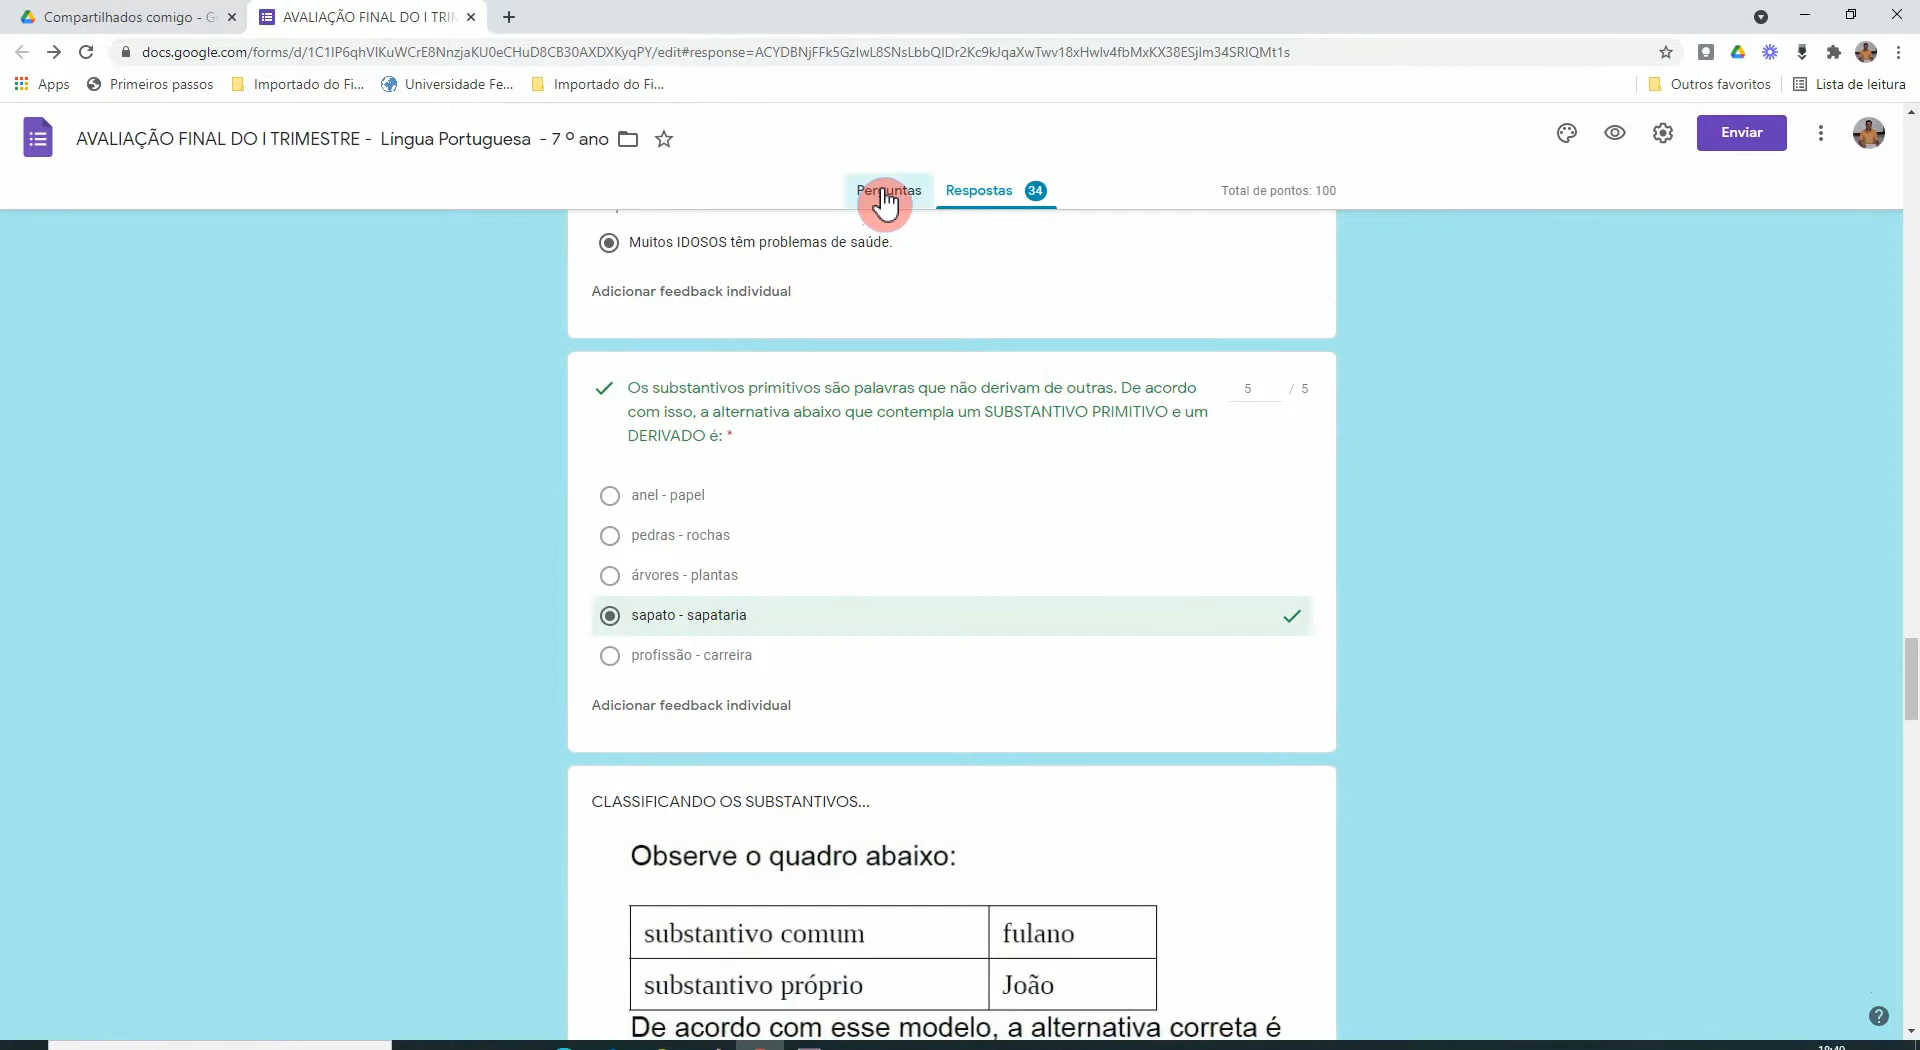 Compartilhados comigo - G
AVALIAÇÃO FINAL DO I TRIM
docs.google.com/forms/d/1C1IP6qhVIKuWCrE8NnzjaKU0eCHuD8CB30AXDXKyqPY/edit#response=ACYDBNjFFk5GzIwL8SNsLbbQIDr2Kc9kJqaXwTwv18xHwlv4fbMxKX38ESjlm34SRIQMt1s
Apps
Primeiros passos
Importado do Fi...
Universidade Fe...
Importado do Fi...
Outros favoritos
Lista de leitura
AVALIAÇÃO FINAL DO I TRIMESTRE - Língua Portuguesa - 7 º ano
Enviar
Perguntas
Respostas 34
Total de pontos: 100
Muitos IDOSOS têm problemas de saúde.
Adicionar feedback individual
Os substantivos primitivos são palavras que não derivam de outras. De acordo
com isso, a alternativa abaixo que contempla um SUBSTANTIVO PRIMITIVO e um
DERIVADO é: *
5 / 5
anel - papel
pedras - rochas
árvores - plantas
sapato - sapataria
profissão - carreira
Adicionar feedback individual
CLASSIFICANDO OS SUBSTANTIVOS...
Observe o quadro abaixo:
substantivo comum fulano
substantivo próprio João
De acordo com esse modelo, a alternativa correta é